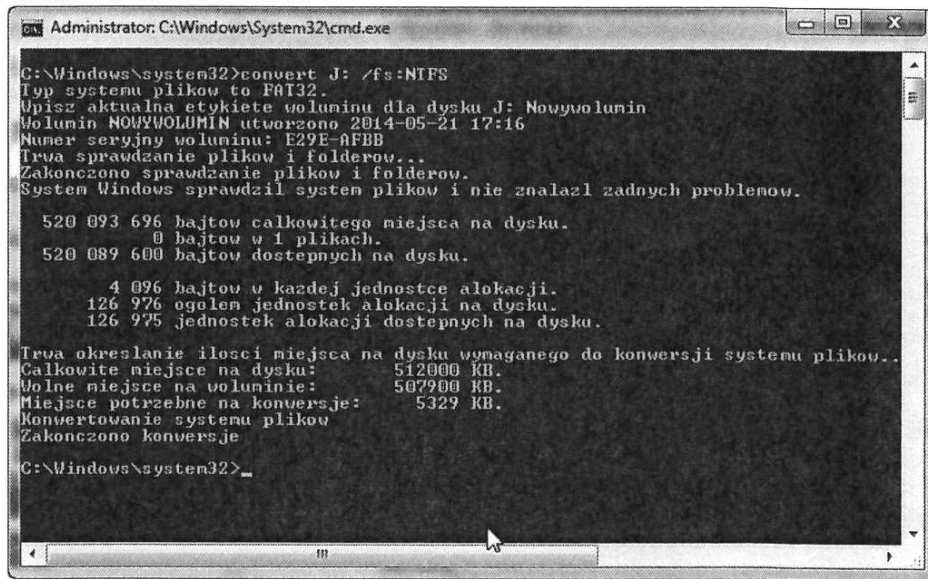 Administrator: C:\Windows\System32\cmd.exe
C:\Windows\system32>convert J: /fs:NTFS
Typ systemu plikow to FAT32.
Wpisz aktualna etykiete woluminu dla dysku J: Nowywolumin
Wolumin NOWYWOLUMIN utworzono 2014-05-21 17:16
Numer seryjny woluminu: E29E-AFBB
Trwa sprawdzanie plikow i folderow...
Zakonczono sprawdzanie plikow i folderow.
System Windows sprawdzil system plikow i nie znalazl zadnych problemow.
520 093 696 bajtow calkowitego miejsca na dysku.
0 bajtow w 1 plikach.
520 089 600 bajtow dostepnych na dysku.
4 096 bajtow w kazdej jednostce alokacji.
126 976 ogolem jednostek alokacji na dysku.
126 975 jednostek alokacji dostepnych na dysku.
Trwa okreslanie ilosci miejsca na dysku wymaganego do konwersji systemu plikow..
Calkowite miejsce na dysku: 512000 KB.
Wolne miejsce na woluminie: 507900 KB.
Miejsce potrzebne na konwersje: 5329 KB.
Konwertowanie systemu plikow
Zakonczono konwersje
C:\Windows\system32>_